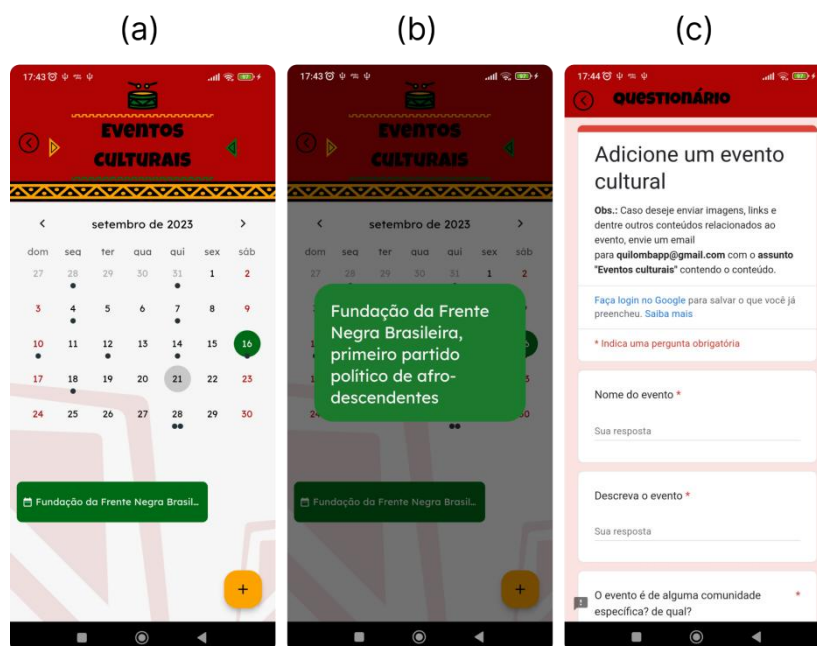 (a)
17:43
EVENTOS
CULTURAIS
setembro de 2023
dom seg ter qua qui sex sáb
27 28 29 30 31 1 2
3 4 5 6 7 8 9
10 11 12 13 14 15 16
17 18 19 20 21 22 23
24 25 26 27 28 29 30
Fundação da Frente Negra Brasil...
+
(b)
17:43
EVENTOS
CULTURAIS
setembro de 2023
dom seg ter qua qui sex sáb
27 28 29 30 31 1 2
Fundação da Frente
Negra Brasileira,
primeiro partido
político de afro-
descendentes
Fundação da Frente Negra Brasil...
+
(c)
17:44
QUESTIONÁRIO
Adicione um evento
cultural
Obs.: Caso deseje enviar imagens, links e
dentre outros conteúdos relacionados ao
evento, envie um email
para quilombapp@gmail.com com o assunto
"Eventos culturais" contendo o conteúdo.
Faça login no Google para salvar o que você já
preencheu. Saiba mais
* Indica uma pergunta obrigatória
Nome do evento *
Sua resposta
Descreva o evento *
Sua resposta
O evento é de alguma comunidade *
específica? de qual?